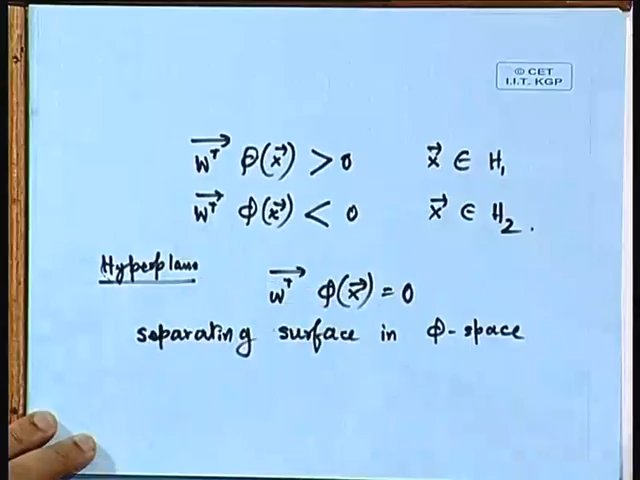 © CET
I.I.T. KGP
w^T Φ(x⃗) > 0 x⃗ ∈ H₁
w^T Φ(x⃗) < 0 x⃗ ∈ H₂.
Hyperplane w^T Φ(x⃗) = 0
separating surface in Φ-space